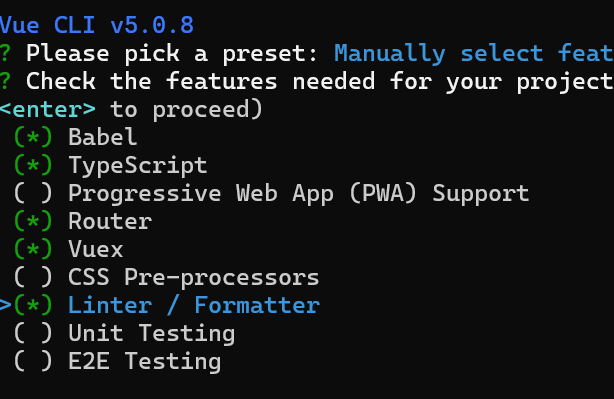 Vue CLI v5.0.8
? Please pick a preset: Manually select feat
? Check the features needed for your project
<enter> to proceed)
(*) Babel
(*) TypeScript
( ) Progressive Web App (PWA) Support
(*) Router
(*) Vuex
( ) CSS Pre-processors
>(*) Linter / Formatter
( ) Unit Testing
( ) E2E Testing